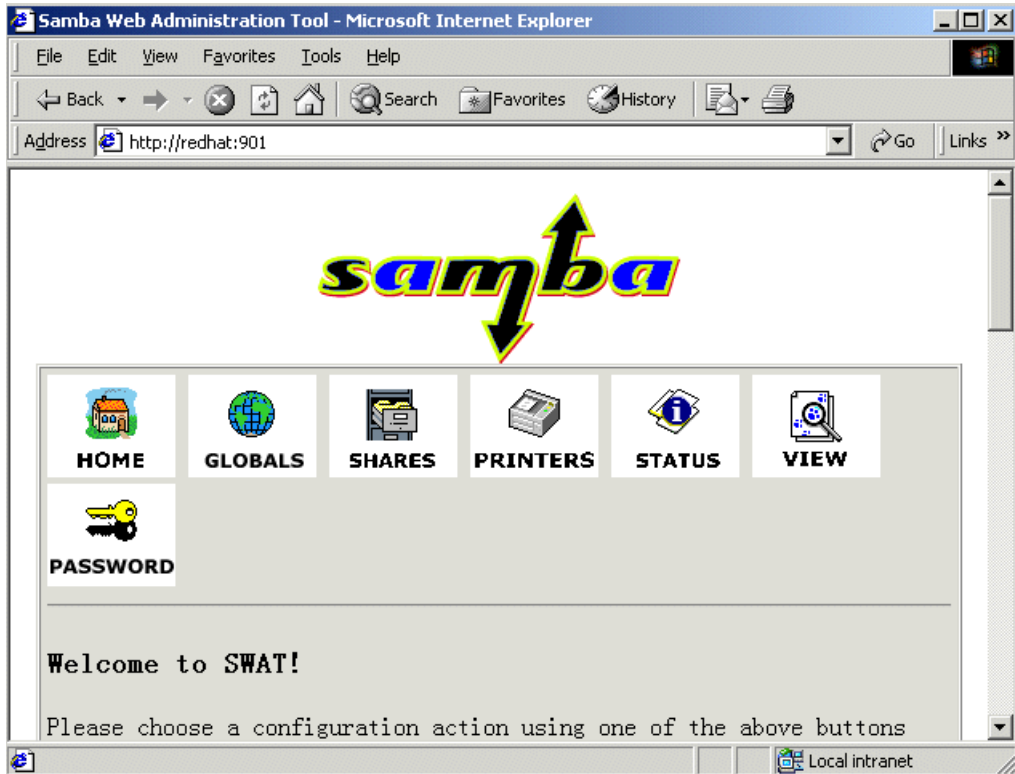 Samba Web Administration Tool - Microsoft Internet Explorer
File Edit View Favorites Tools Help
Back Search Favorites History
Address http://redhat:901 Go Links »
samba
HOME GLOBALS SHARES PRINTERS STATUS VIEW
PASSWORD
Welcome to SWAT!
Please choose a configuration action using one of the above buttons
Local intranet